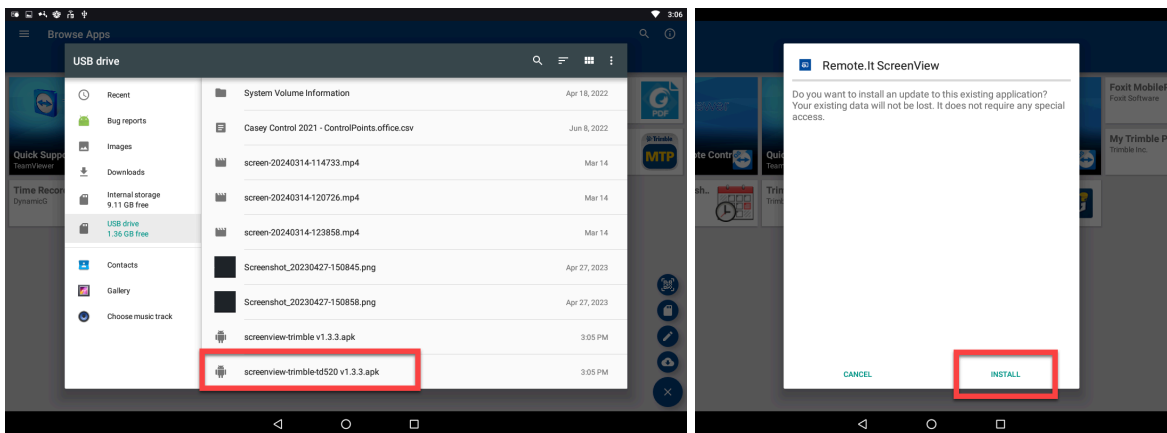 3:06
Browse Apps
USB drive
Recent
Bug reports
Images
Downloads
Internal storage
9.11 GB free
USB drive
1.36 GB free
Contacts
Gallery
Choose music track
System Volume Information
Apr 18, 2022
Casey Control 2021 - ControlPoints.office.csv
Jun 8, 2022
screen-20240314-114733.mp4
Mar 14
screen-20240314-120726.mp4
Mar 14
screen-20240314-123858.mp4
Mar 14
Screenshot_20230427-150845.png
Apr 27, 2023
Screenshot_20230427-150858.png
Apr 27, 2023
screenview-trimble v1.3.3.apk
3:05 PM
screenview-trimble-td520 v1.3.3.apk
3:05 PM
Quick Suppo
TeamViewer
Time Record
DynamicG
PDF
Trimble
MTP
Remote.It ScreenView
Do you want to install an update to this existing application?
Your existing data will not be lost. It does not require any special
access.
CANCEL
INSTALL
ote Contr
Quic
Team
sh..
Trim
Trimb
Foxit MobileP
Foxit Software
My Trimble P
Trimble Inc.